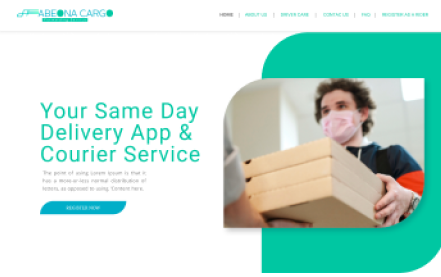 ABEONA CARGO
HOME | ABOUT US | DRIVER CARE | CONTACT US | FAQ | REGISTER AS A RIDER
Your Same Day
Delivery App &
Courier Service
The point of using Lorem Ipsum is that it
has a more-or-less normal distribution of
letters, as opposed to using 'Content here,
REGISTER NOW